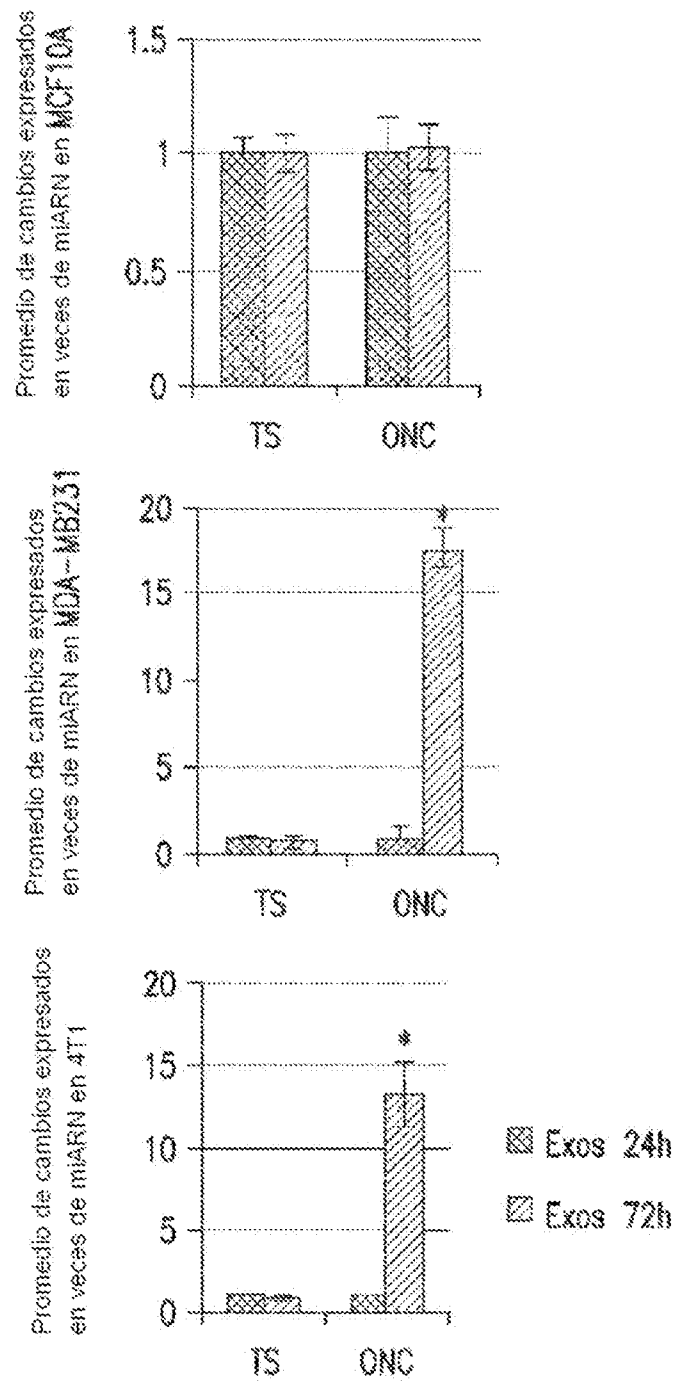 Promedio de cambios expresados
en veces de miARN en MCF10A
1.5
1
0.5
0
TS
ONC
Promedio de cambios expresados
en veces de miARN en MDA-MB231
20
*
15
10
5
0
TS
ONC
Promedio de cambios expresados
en veces de miARN en 4T1
20
15
*
10
5
0
TS
ONC
Exos 24h
Exos 72h